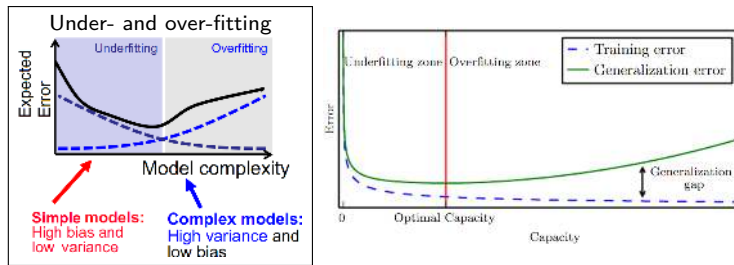 Under- and over-fitting
Underfitting
Overfitting
Expected
Error
Model complexity
Simple models:
High bias and
low variance
Complex models:
High variance and
low bias
Training error
Generalization error
Underfitting zone
Overfitting zone
Error
Generalization
gap
0
Optimal Capacity
Capacity